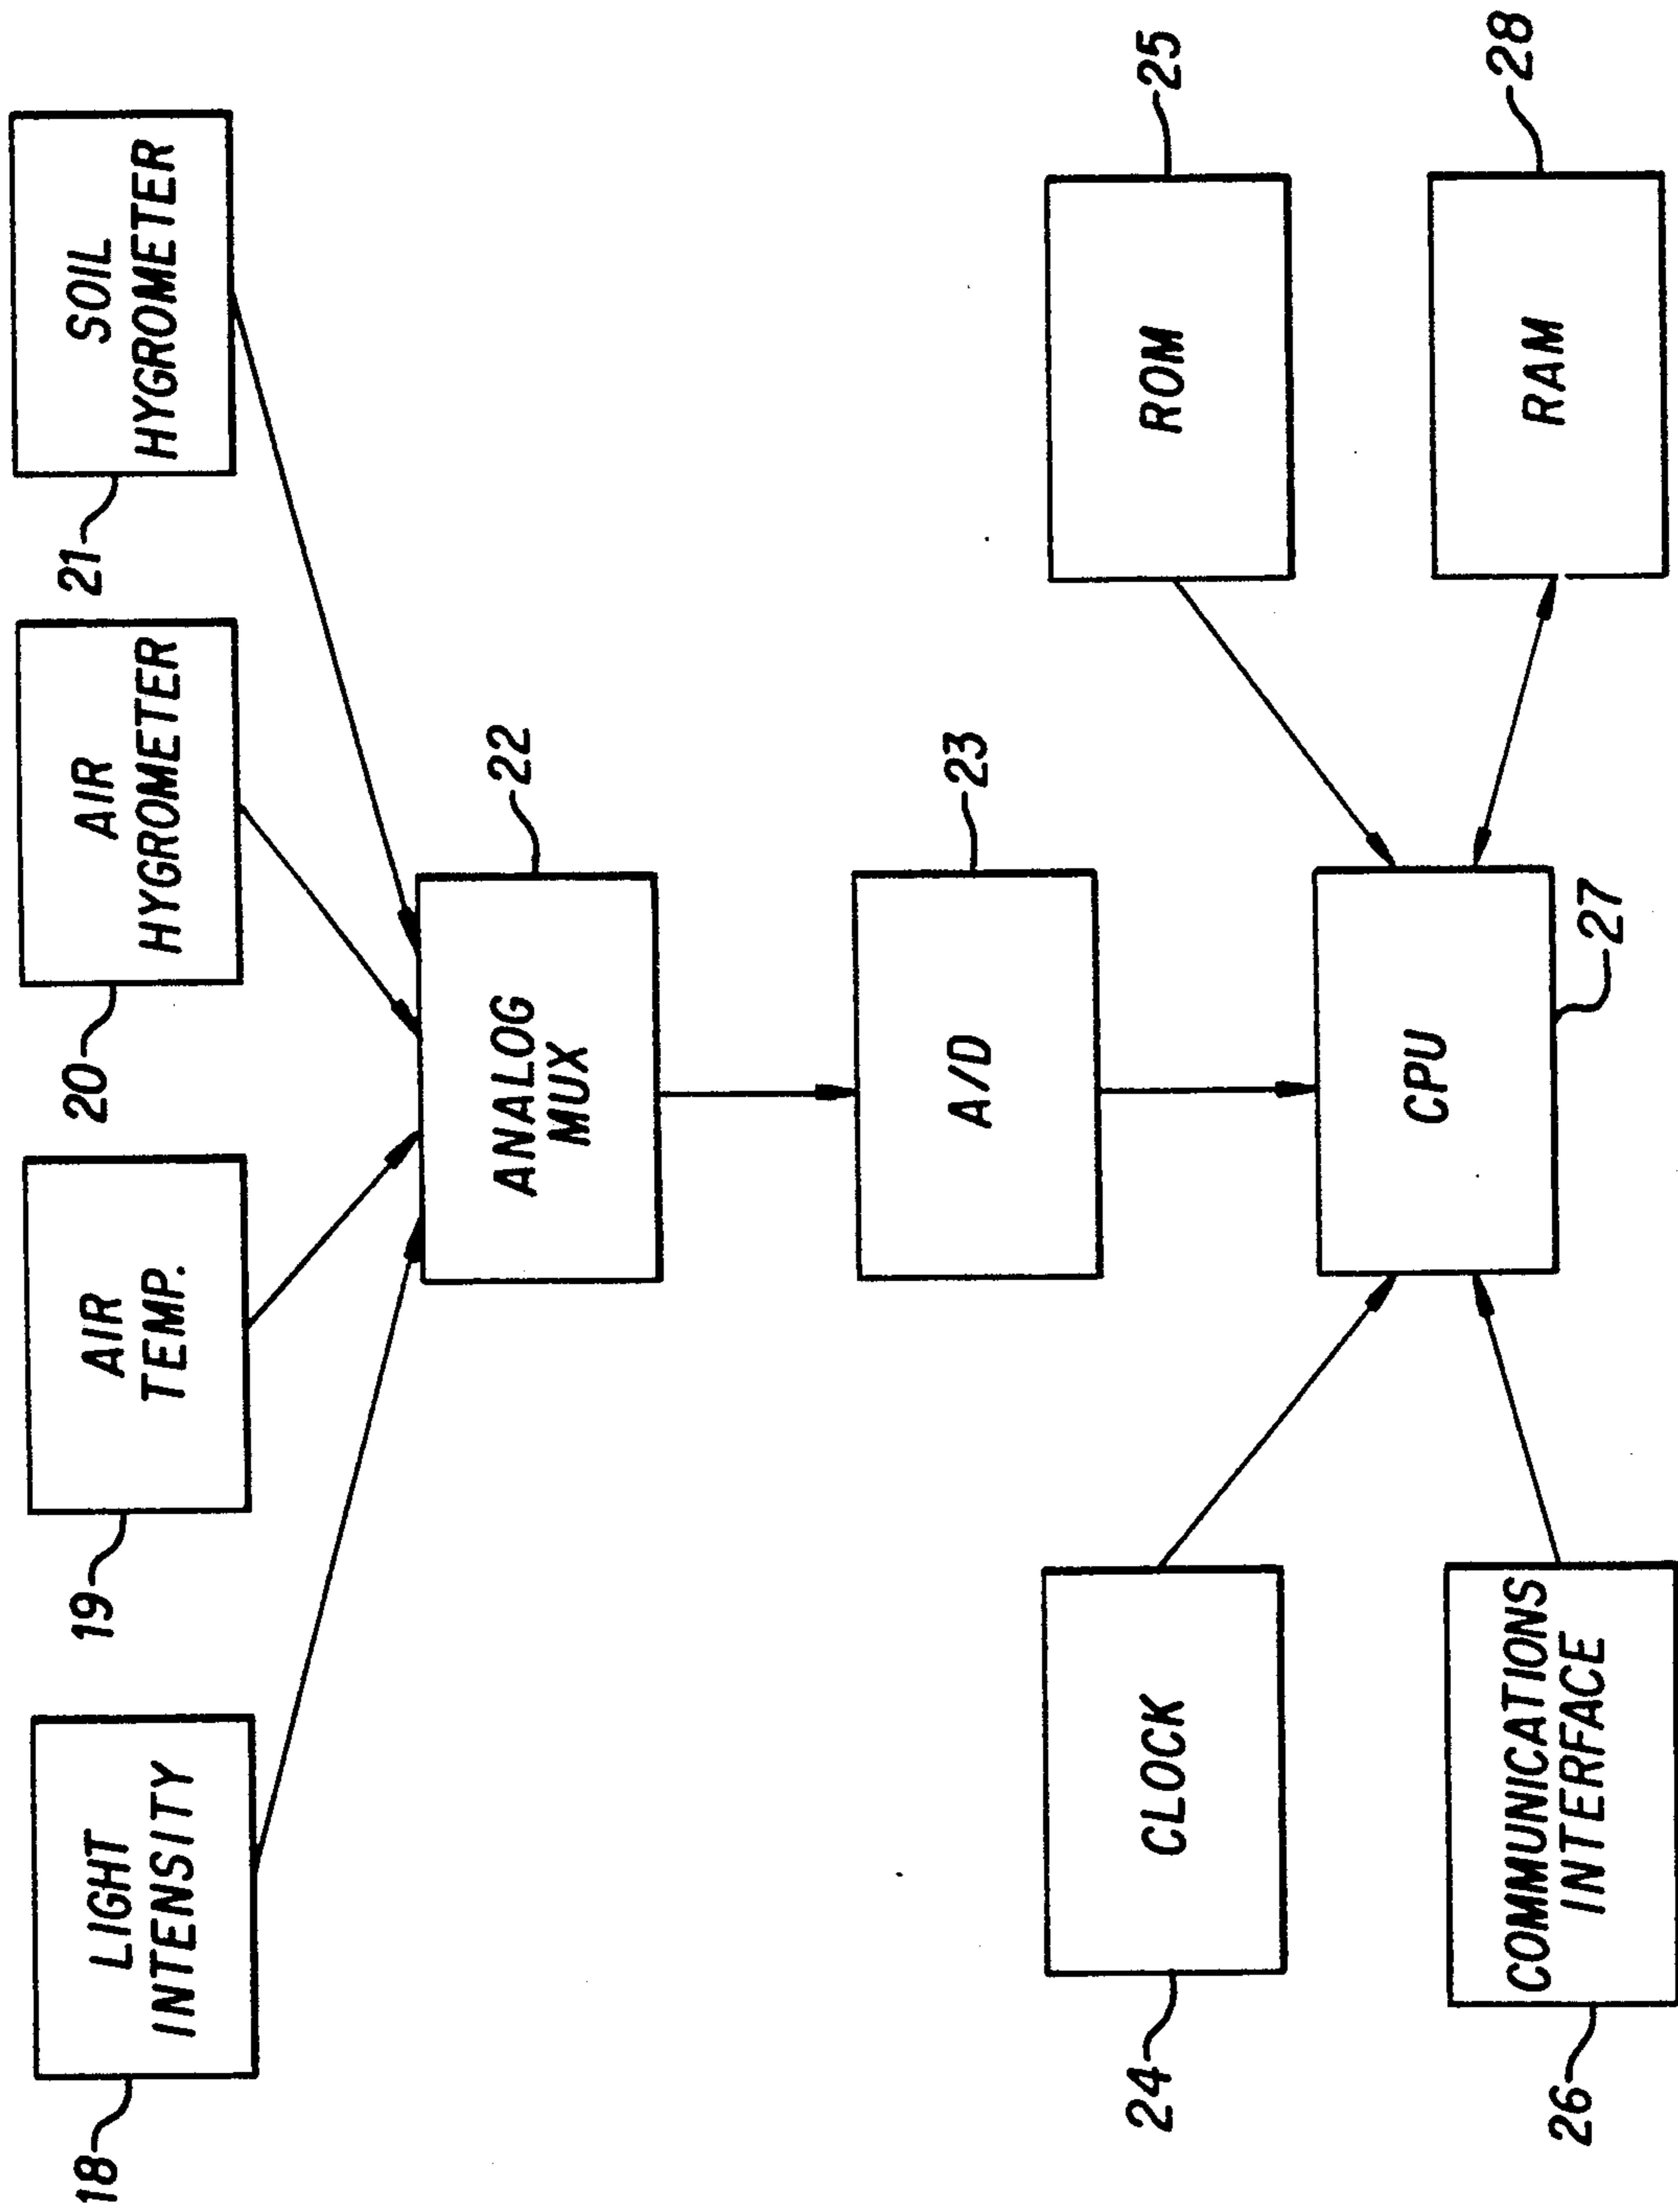 18
LIGHT
INTENSITY
19
AIR
TEMP.
20
AIR
HYGROMETER
21
SOIL
HYGROMETER
ANALOG
MUX
22
A/D
23
24
CLOCK
ROM
25
CPU
27
26
COMMUNICATIONS
INTERFACE
RAM
28